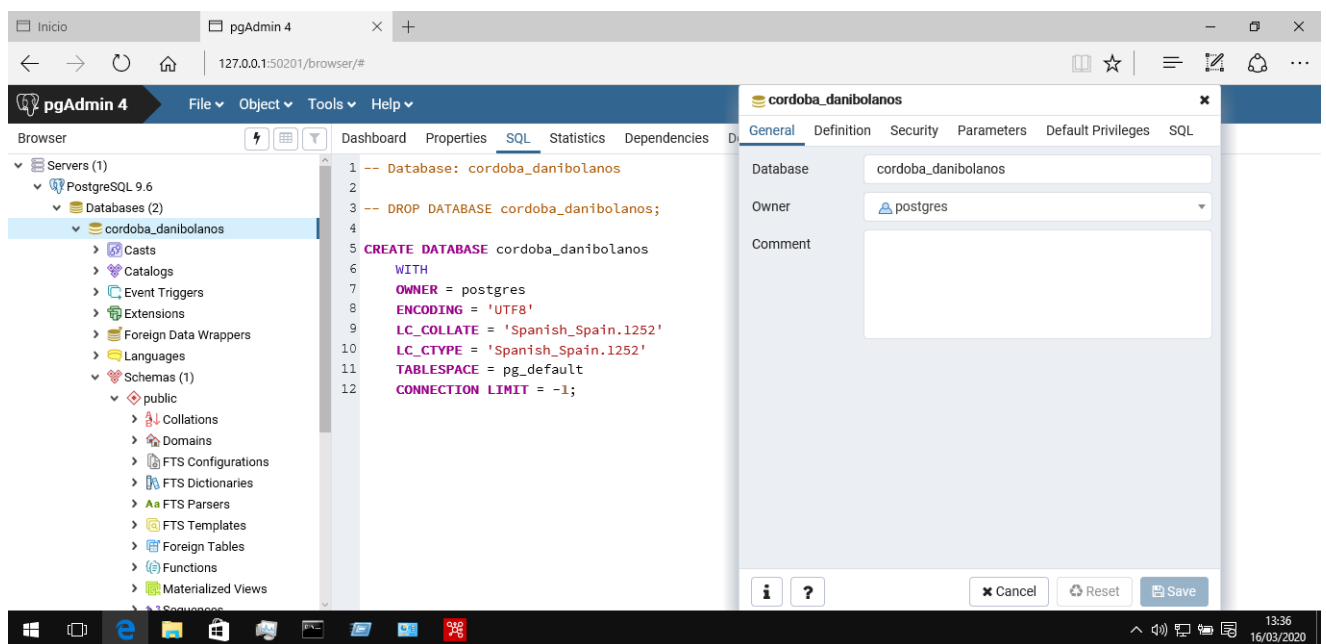 Inicio
pgAdmin 4
127.0.0.1:50201/browser/#
pgAdmin 4
File Object Tools Help
Browser
Servers (1)
PostgreSQL 9.6
Databases (2)
cordoba_danibolanos
Casts
Catalogs
Event Triggers
Extensions
Foreign Data Wrappers
Languages
Schemas (1)
public
Collations
Domains
FTS Configurations
FTS Dictionaries
Aa FTS Parsers
FTS Templates
Foreign Tables
Functions
Materialized Views
Dashboard Properties SQL Statistics Dependencies
1 -- Database: cordoba_danibolanos
2
3 -- DROP DATABASE cordoba_danibolanos;
4
5 CREATE DATABASE cordoba_danibolanos
6 WITH
7 OWNER = postgres
8 ENCODING = 'UTF8'
9 LC_COLLATE = 'Spanish_Spain.1252'
10 LC_CTYPE = 'Spanish_Spain.1252'
11 TABLESPACE = pg_default
12 CONNECTION LIMIT = -1;
cordoba_danibolanos
General Definition Security Parameters Default Privileges SQL
Database cordoba_danibolanos
Owner postgres
Comment
i ? Cancel Reset Save
13:36
16/03/2020